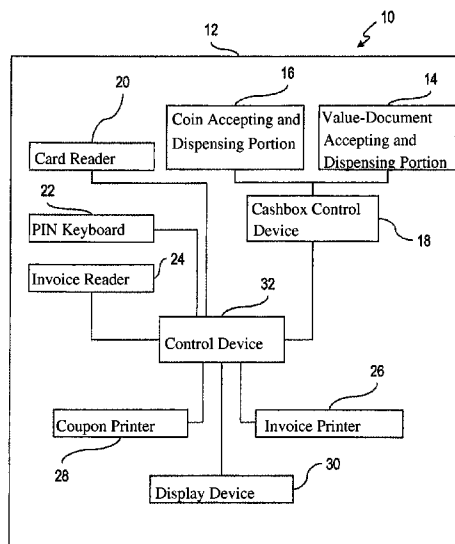 10
12
16
14
20
Coin Accepting and
Dispensing Portion
Value-Document
Accepting and
Dispensing Portion
Card Reader
22
PIN Keyboard
Cashbox Control
Device
18
24
Invoice Reader
32
Control Device
26
Coupon Printer
28
Invoice Printer
30
Display Device